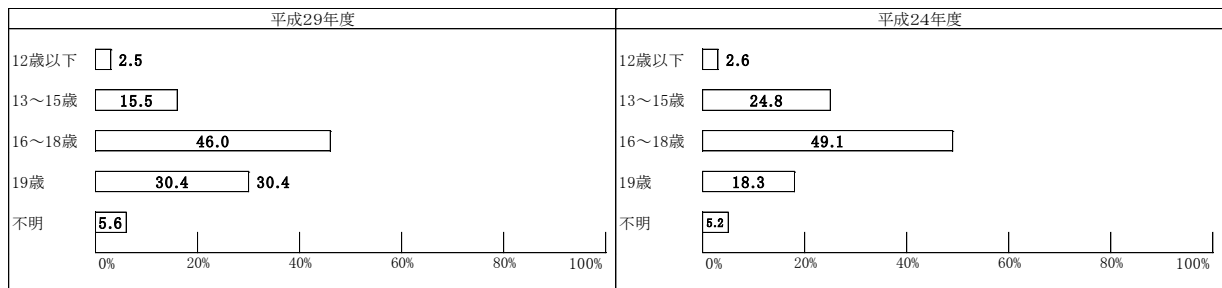 平成29年度
12歳以下 2.5
13～15歳 15.5
16～18歳 46.0
19歳 30.4 30.4
不明 5.6
0% 20% 40% 60% 80% 100%
平成24年度
12歳以下 2.6
13～15歳 24.8
16～18歳 49.1
19歳 18.3
不明 5.2
0% 20% 40% 60% 80% 100%